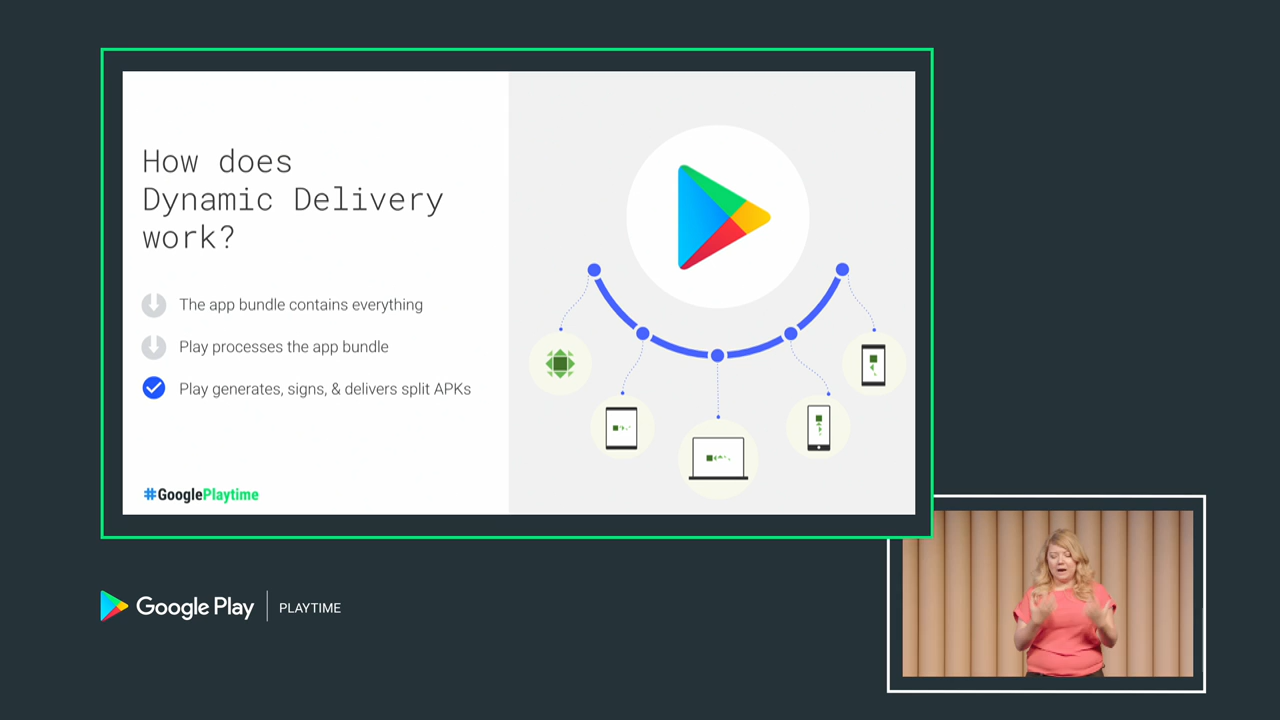 How does
Dynamic Delivery
work?
The app bundle contains everything
Play processes the app bundle
Play generates, signs, & delivers split APKs
#GooglePlaytime
Google Play | PLAYTIME